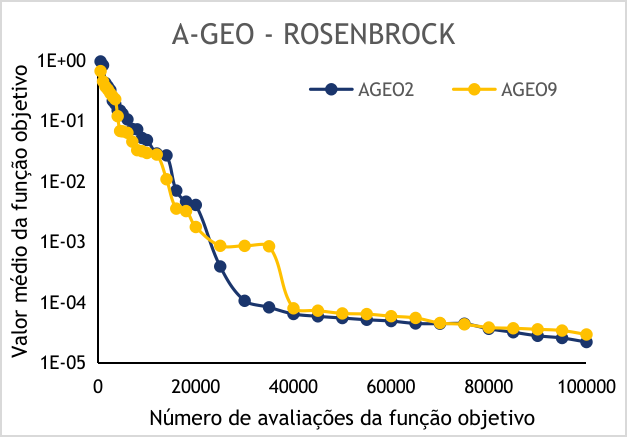 A-GEO - ROSENBROCK
AGEO2
AGEO9
Valor médio da função objetivo
1E+00
1E-01
1E-02
1E-03
1E-04
1E-05
0
20000
40000
60000
80000
100000
Número de avaliações da função objetivo